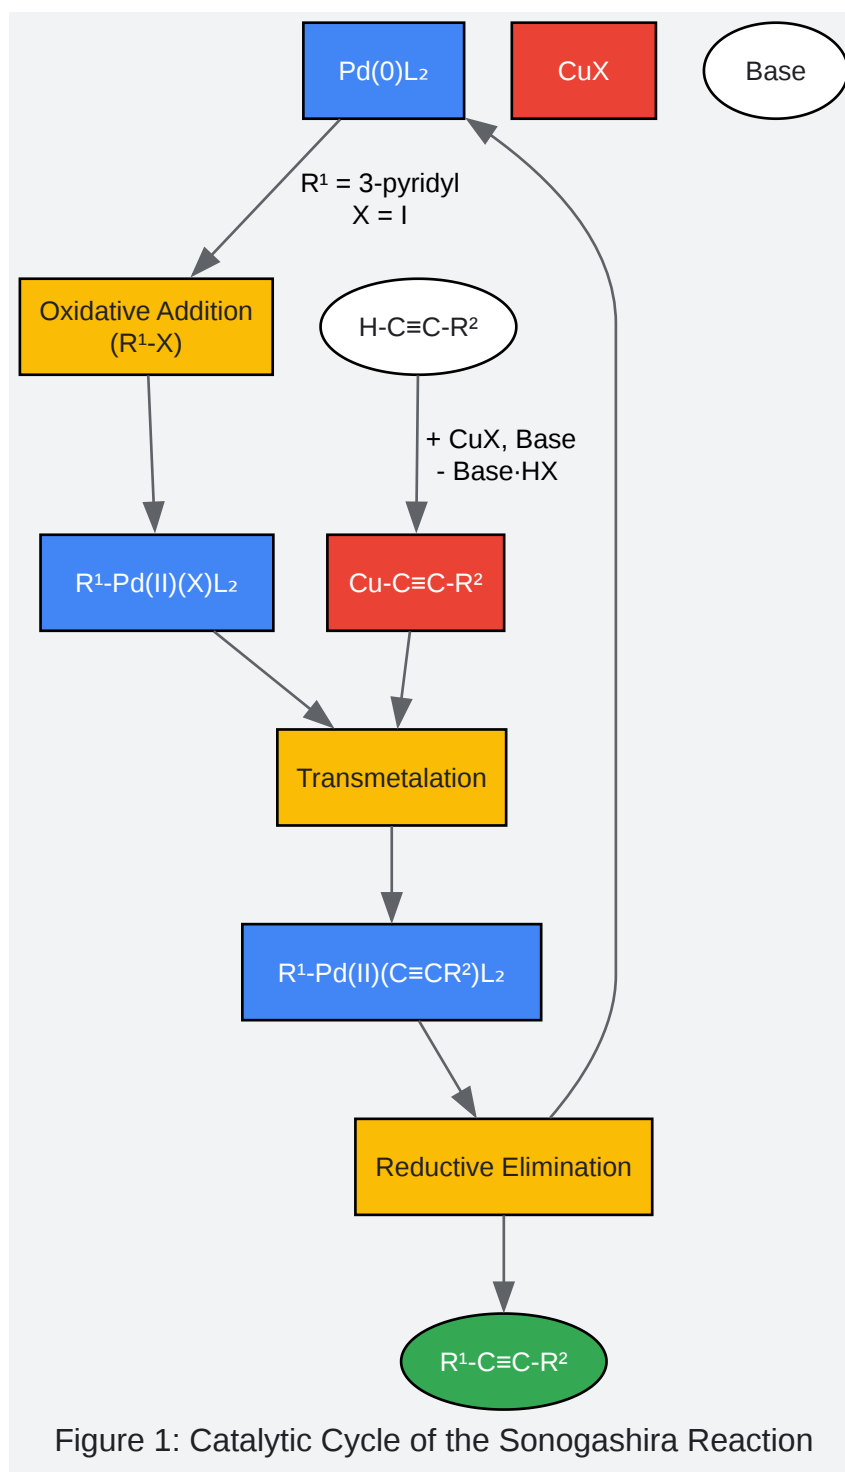 Pd(0)L₂
CuX
Base
R¹ = 3-pyridyl
X = I
Oxidative Addition
(R¹-X)
H-C≡C-R²
+ CuX, Base
- Base·HX
R¹-Pd(II)(X)L₂
Cu-C≡C-R²
Transmetalation
R¹-Pd(II)(C≡CR²)L₂
Reductive Elimination
R¹-C≡C-R²
Figure 1: Catalytic Cycle of the Sonogashira Reaction